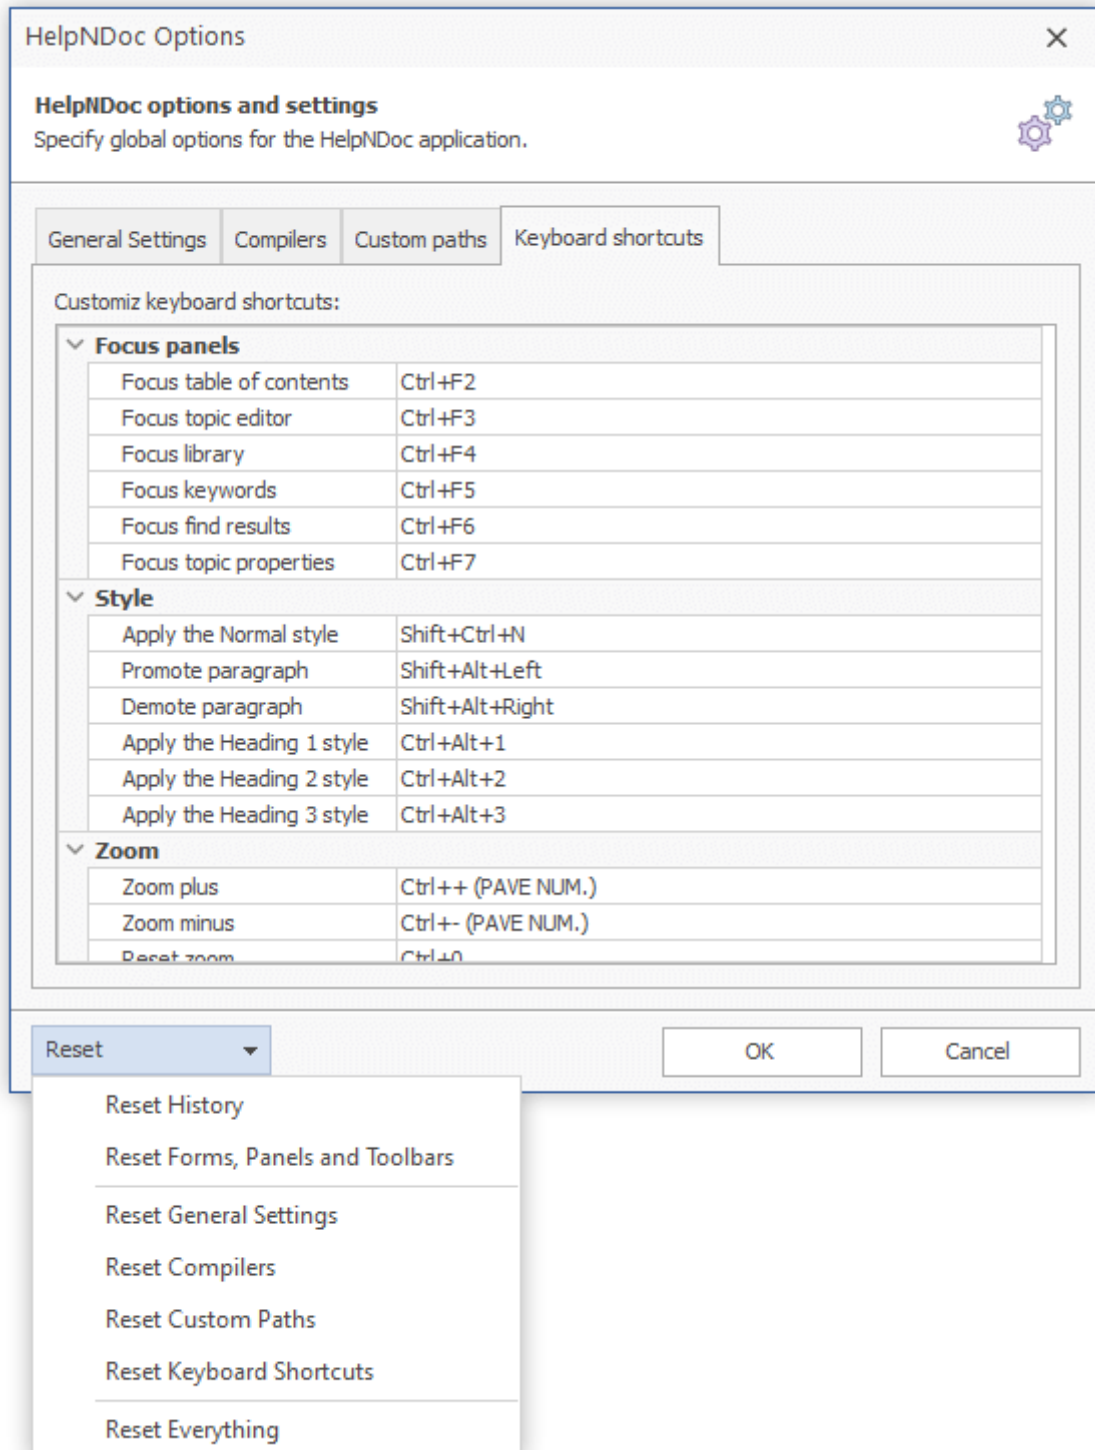 HelpNDoc Options
HelpNDoc options and settings
Specify global options for the HelpNDoc application.
General Settings Compilers Custom paths Keyboard shortcuts
Customiz keyboard shortcuts:
Focus panels
Focus table of contents Ctrl+F2
Focus topic editor Ctrl+F3
Focus library Ctrl+F4
Focus keywords Ctrl+F5
Focus find results Ctrl+F6
Focus topic properties Ctrl+F7
Style
Apply the Normal style Shift+Ctrl+N
Promote paragraph Shift+Alt+Left
Demote paragraph Shift+Alt+Right
Apply the Heading 1 style Ctrl+Alt+1
Apply the Heading 2 style Ctrl+Alt+2
Apply the Heading 3 style Ctrl+Alt+3
Zoom
Zoom plus Ctrl++ (PAVE NUM.)
Zoom minus Ctrl+- (PAVE NUM.)
Reset zoom Ctrl+0
Reset OK Cancel
Reset History
Reset Forms, Panels and Toolbars
Reset General Settings
Reset Compilers
Reset Custom Paths
Reset Keyboard Shortcuts
Reset Everything